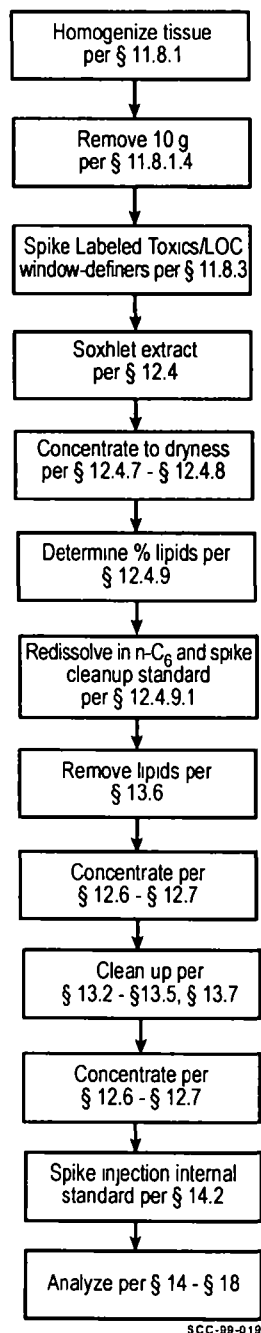 Homogenize tissue
per § 11.8.1
Remove 10 g
per § 11.8.1.4
Spike Labeled Toxics/LOC
window-definers per § 11.8.3
Soxhlet extract
per § 12.4
Concentrate to dryness
per § 12.4.7 - § 12.4.8
Determine % lipids per
§ 12.4.9
Redissolve in n-C₆ and spike
cleanup standard
per § 12.4.9.1
Remove lipids per
§ 13.6
Concentrate per
§ 12.6 - § 12.7
Clean up per
§ 13.2 - §13.5, § 13.7
Concentrate per
§ 12.6 - § 12.7
Spike injection internal
standard per § 14.2
Analyze per § 14 - § 18
SCC-99-019